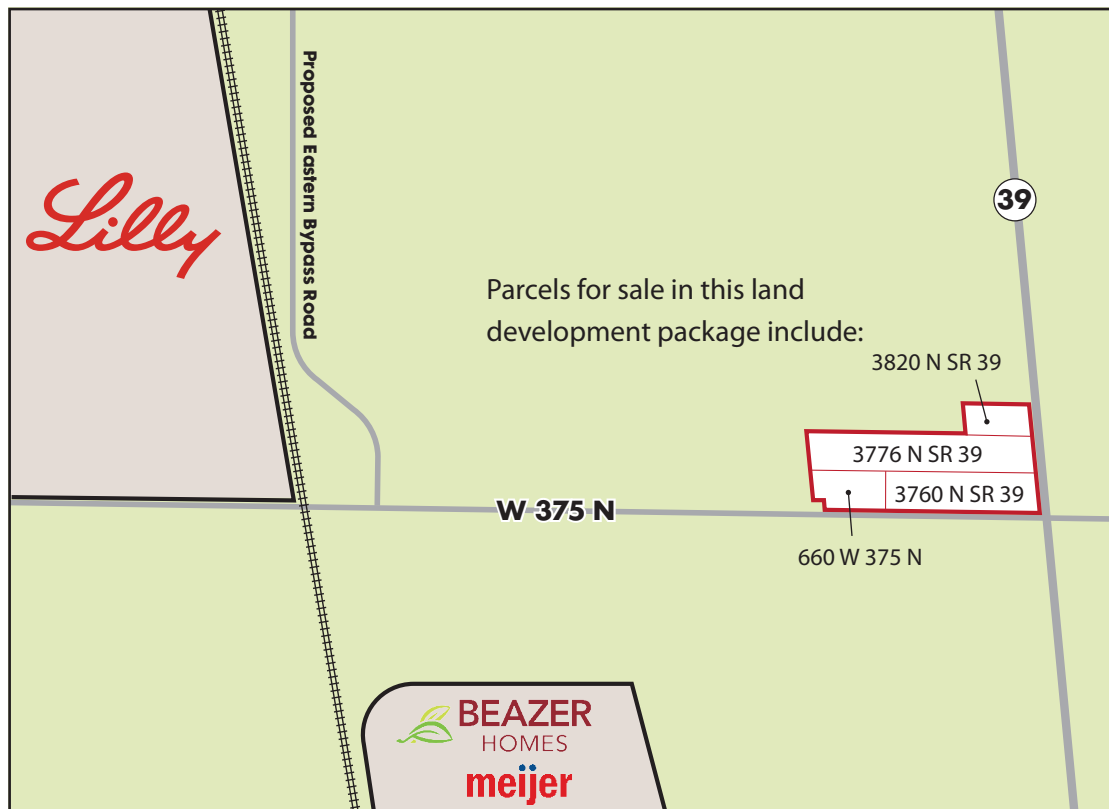 Lilly
Proposed Eastern Bypass Road
39
Parcels for sale in this land
development package include:
3820 N SR 39
3776 N SR 39
3760 N SR 39
W 375 N
660 W 375 N
BEAZER
HOMES
meijer